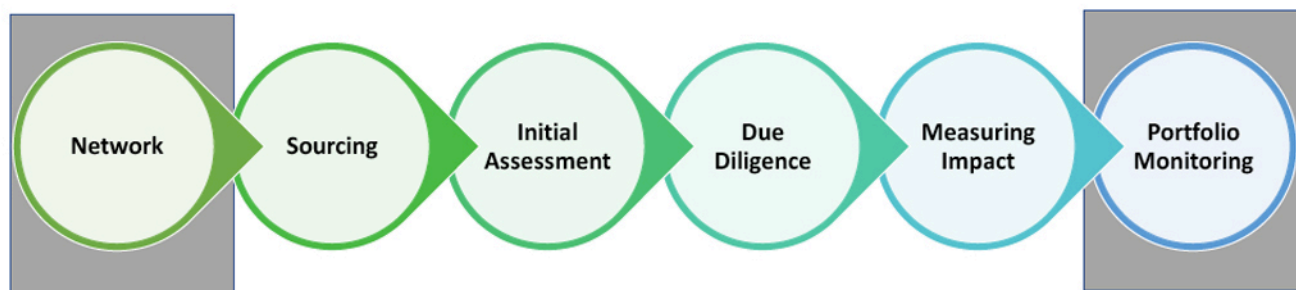 Network
Sourcing
Initial
Assessment
Due
Diligence
Measuring
Impact
Portfolio
Monitoring